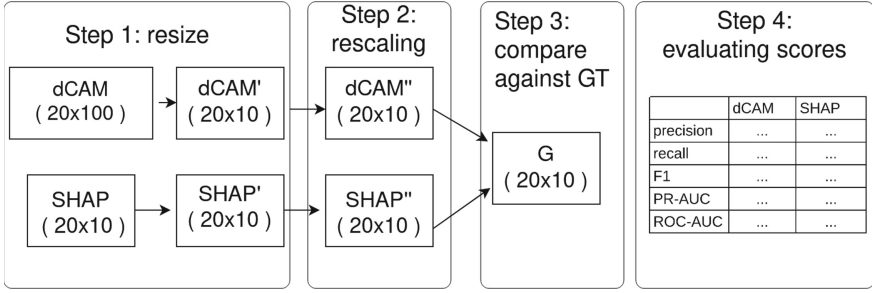 Step 1: resize
dCAM
( 20x100 )
dCAM'
( 20x10 )
SHAP
( 20x10 )
SHAP'
( 20x10 )
Step 2:
rescaling
dCAM''
( 20x10 )
SHAP''
( 20x10 )
Step 3:
compare
against GT
G
( 20x10 )
Step 4:
evaluating scores
dCAM SHAP
precision ... ...
recall ... ...
F1 ... ...
PR-AUC ... ...
ROC-AUC ... ...